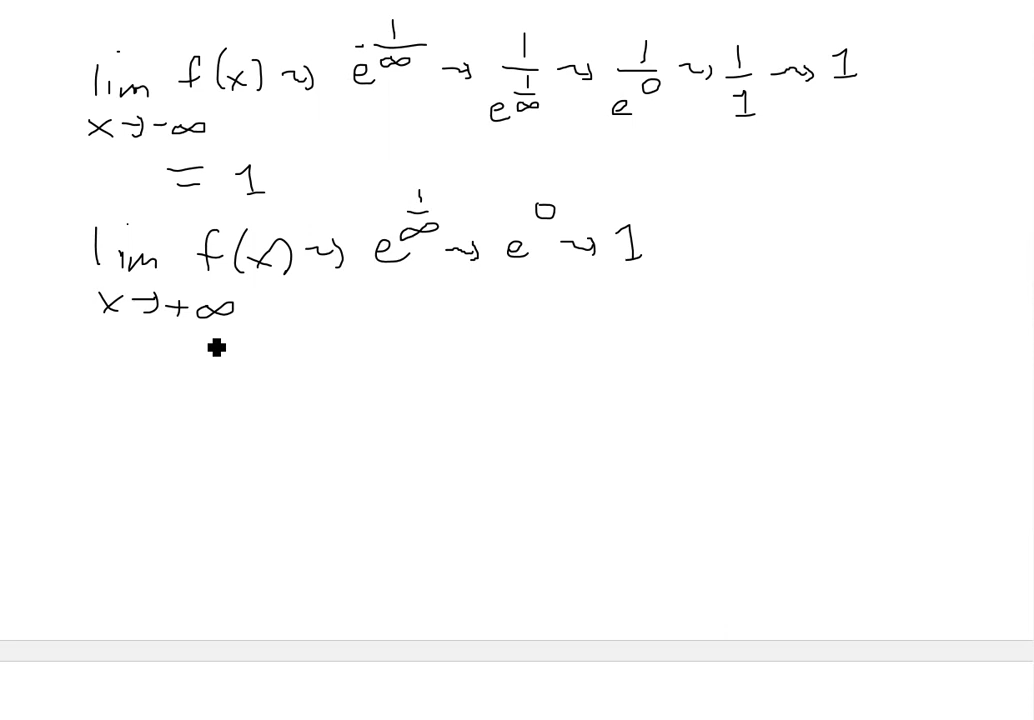 lim f(x) ⇝ e^(-1/∞) ⇝ 1/e^(1/∞) ⇝ 1/e^0 ⇝ 1/1 ⇝ 1
x→-∞
= 1
lim f(x) ⇝ e^(1/∞) ⇝ e^0 ⇝ 1
x→+∞